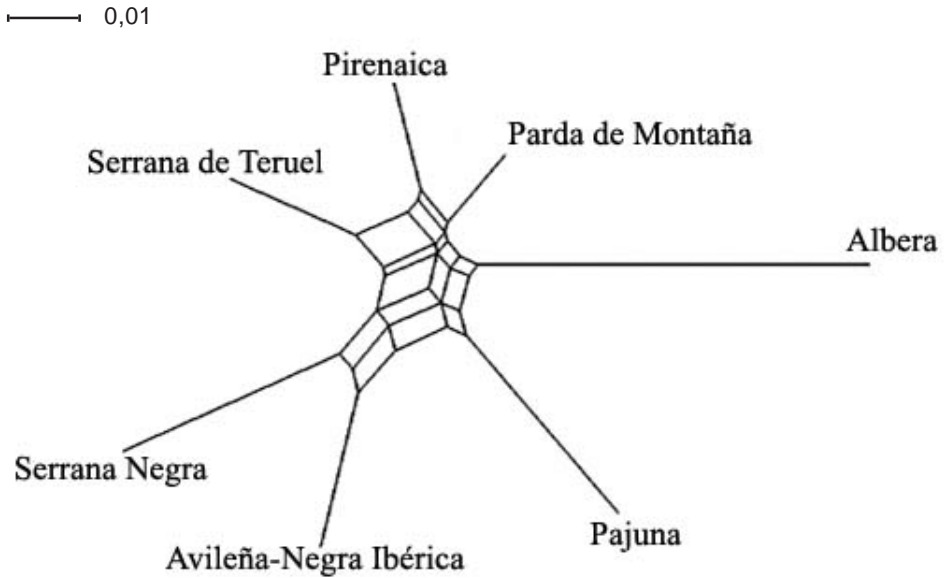 0,01
Pirenaica
Parda de Montaña
Serrana de Teruel
Albera
Serrana Negra
Pajuna
Avileña-Negra Ibérica